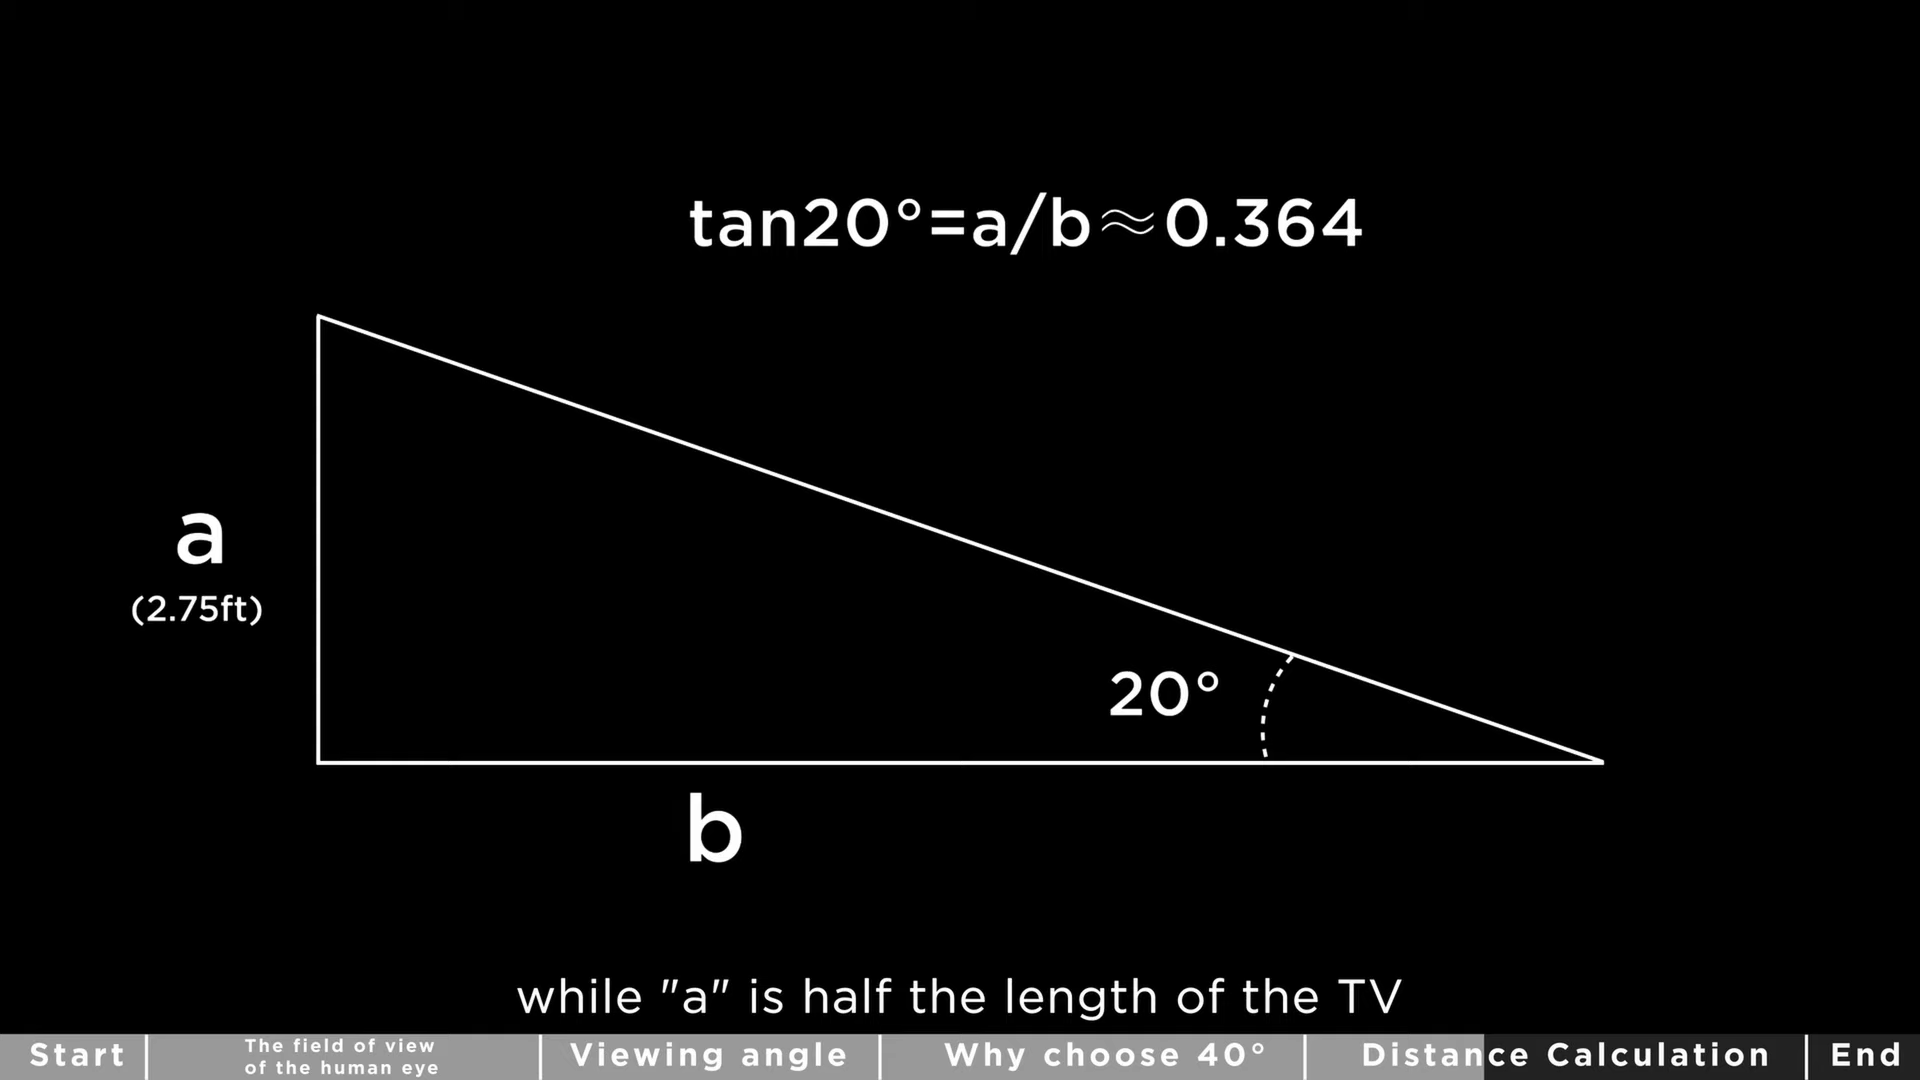 tan20°=a/b≈0.364
a
(2.75ft)
20°
b
while "a" is half the length of the TV
Start
The field of view
of the human eye
Viewing angle
Why choose 40°
Distance Calculation
End